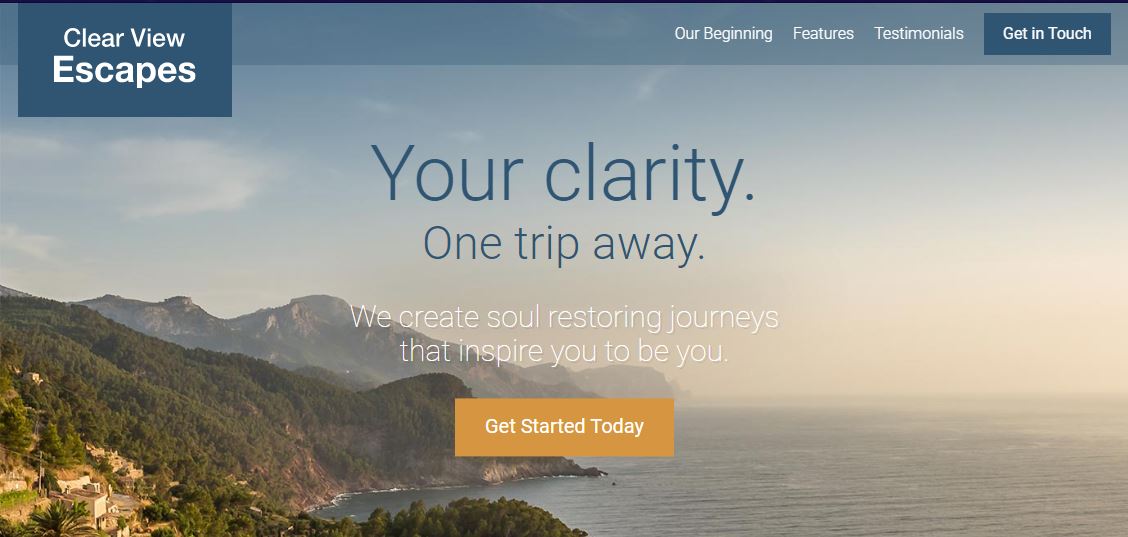 Clear View
Escapes
Our Beginning
Features
Testimonials
Get in Touch
Your clarity.
One trip away.
We create soul restoring journeys
that inspire you to be you.
Get Started Today